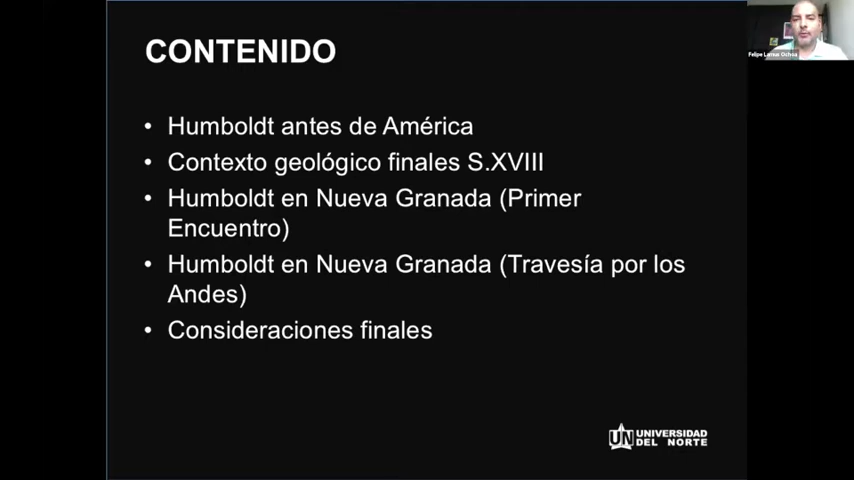 CONTENIDO
• Humboldt antes de América
• Contexto geológico finales S.XVIII
• Humboldt en Nueva Granada (Primer
Encuentro)
• Humboldt en Nueva Granada (Travesía por los
Andes)
• Consideraciones finales
UN UNIVERSIDAD
DEL NORTE
Felipe Lamus Ochoa